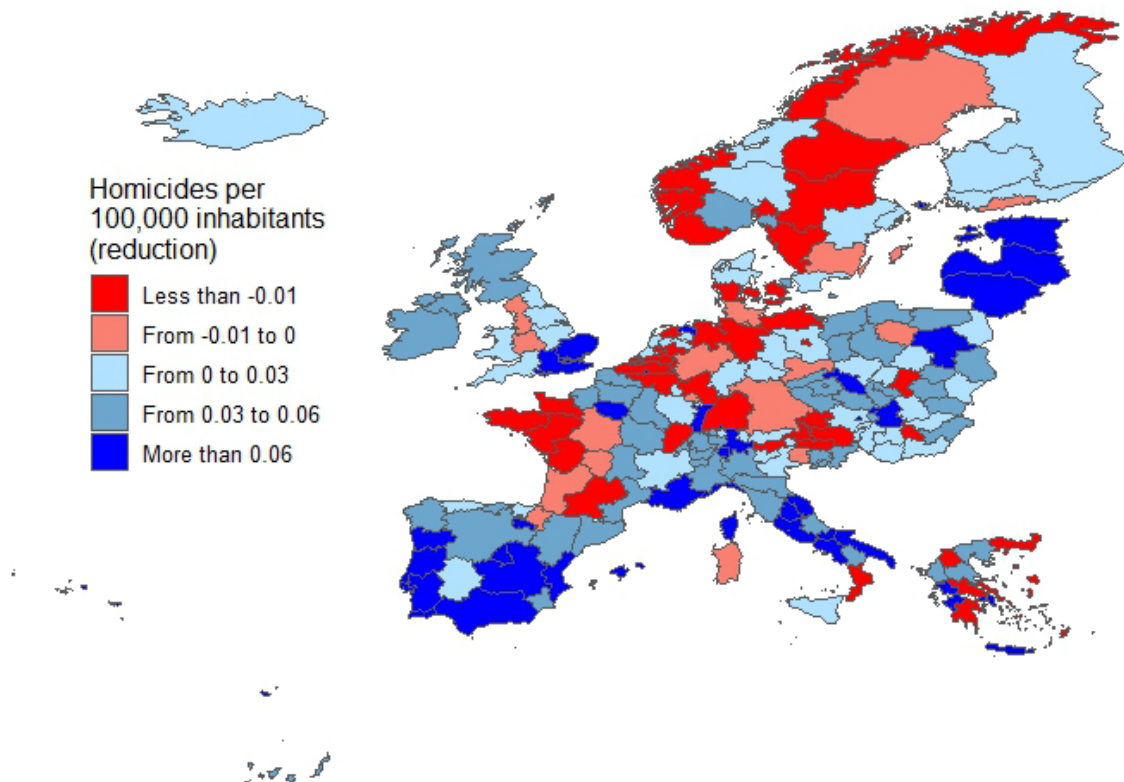 Homicides per
100,000 inhabitants
(reduction)
Less than -0.01
From -0.01 to 0
From 0 to 0.03
From 0.03 to 0.06
More than 0.06